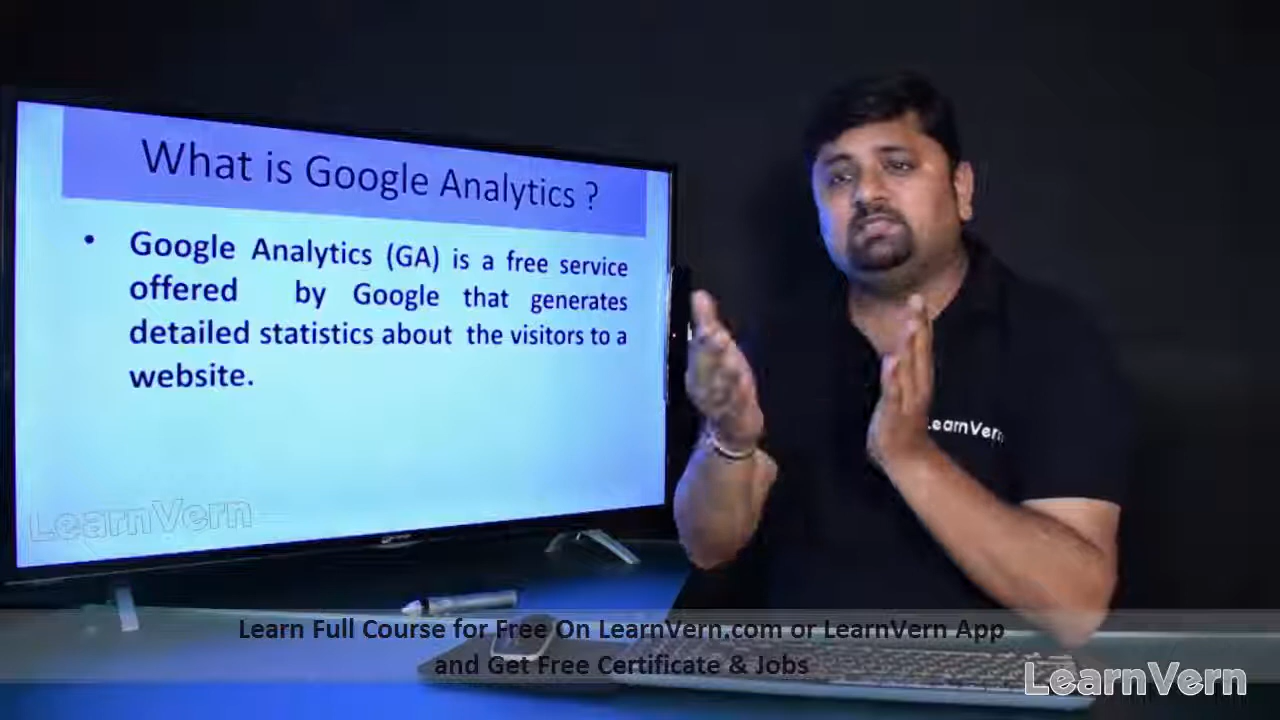 What is Google Analytics ?
• Google Analytics (GA) is a free service
offered by Google that generates
detailed statistics about the visitors to a
website.
LearnVern
LearnVern
Learn Full Course for Free On LearnVern.com or LearnVern App
and Get Free Certificate & Jobs
LearnVern